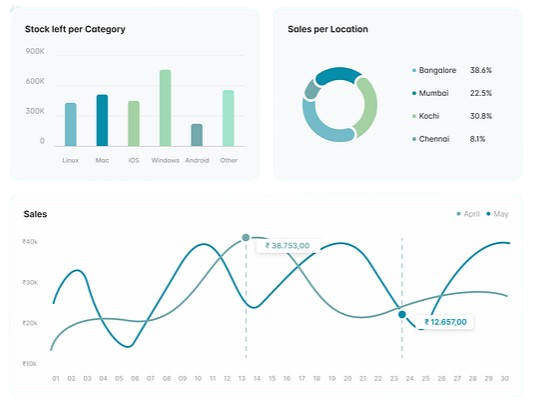 Stock left per Category
900K
600K
300K
0
Linux Mac iOS Windows Android Other
Sales per Location
Bangalore 38.6%
Mumbai 22.5%
Kochi 30.8%
Chennai 8.1%
Sales
April May
₹40k
₹30k
₹20k
₹10k
₹ 38.753,00
₹ 12.657,00
01 02 03 04 05 06 07 08 09 10 11 12 13 14 15 16 17 18 19 20 21 22 23 24 25 26 27 28 29 30